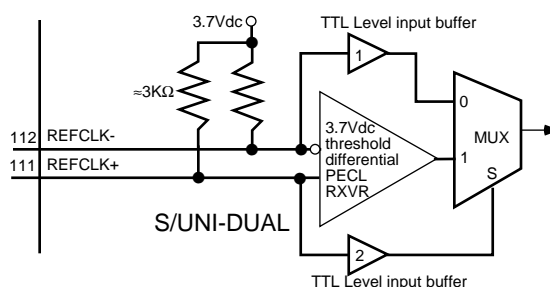 3.7Vdc
TTL Level input buffer
1
≈3KΩ
0
112 REFCLK-
3.7Vdc
threshold
differential
PECL
RXVR
MUX
1
111 REFCLK+
S
S/UNI-DUAL
2
TTL Level input buffer